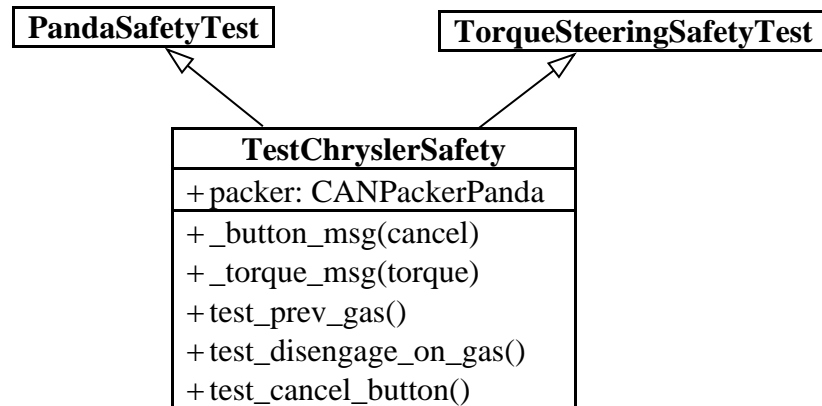 PandaSafetyTest
TorqueSteeringSafetyTest
TestChryslerSafety
+ packer: CANPackerPanda
+ _button_msg(cancel)
+ _torque_msg(torque)
+ test_prev_gas()
+ test_disengage_on_gas()
+ test_cancel_button()